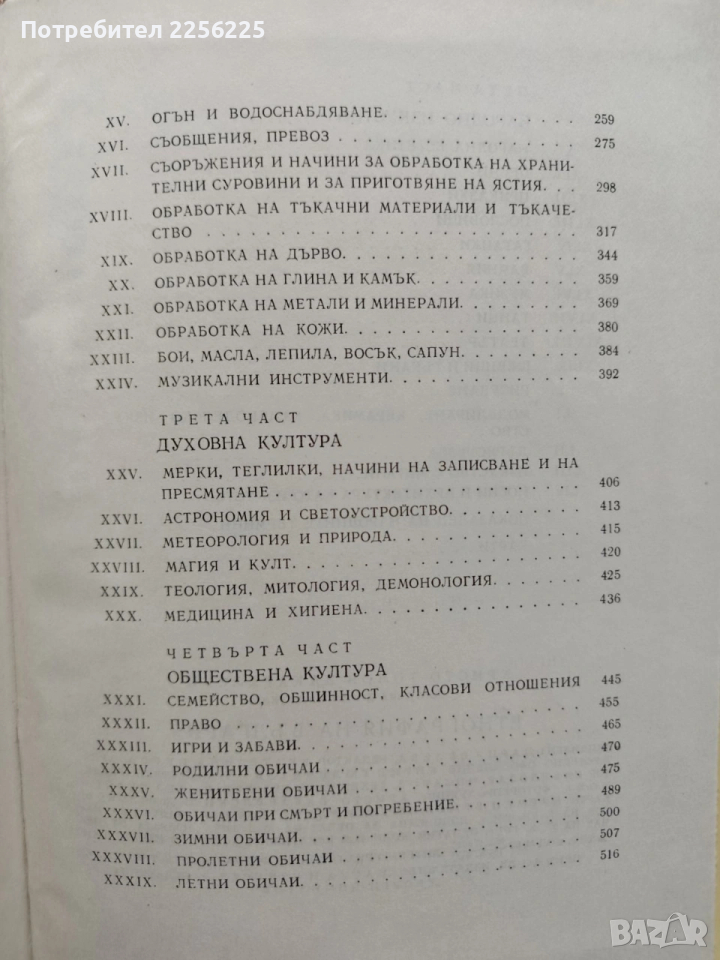 Потребител 2256225
XV. ОГЪН И ВОДОСНАБДЯВАНЕ. 259
XVI. СЪОБЩЕНИЯ, ПРЕВОЗ 275
XVII. СЪОРЪЖЕНИЯ И НАЧИНИ ЗА ОБРАБОТКА НА ХРАНИ-
ТЕЛНИ СУРОВИНИ И ЗА ПРИГОТВЯНЕ НА ЯСТИЯ. 298
XVIII. ОБРАБОТКА НА ТЪКАЧНИ МАТЕРИАЛИ И ТЪКАЧЕ-
СТВО 317
XIX. ОБРАБОТКА НА ДЪРВО. 344
XX. ОБРАБОТКА НА ГЛИНА И КАМЪК. 359
XXI. ОБРАБОТКА НА МЕТАЛИ И МИНЕРАЛИ. 369
XXII. ОБРАБОТКА НА КОЖИ. 380
XXIII. БОИ, МАСЛА, ЛЕПИЛА, ВОСЪК, САПУН. 384
XXIV. МУЗИКАЛНИ ИНСТРУМЕНТИ. 392
ТРЕТА ЧАСТ
ДУХОВНА КУЛТУРА
XXV. МЕРКИ, ТЕГЛИЛКИ, НАЧИНИ НА ЗАПИСВАНЕ И НА
ПРЕСМЯТАНЕ 406
XXVI. АСТРОНОМИЯ И СВЕТОУСТРОЙСТВО. 413
XXVII. МЕТЕОРОЛОГИЯ И ПРИРОДА. 415
XXVIII. МАГИЯ И КУЛТ. 420
XXIX. ТЕОЛОГИЯ, МИТОЛОГИЯ, ДЕМОНОЛОГИЯ. 425
XXX. МЕДИЦИНА И ХИГИЕНА. 436
ЧЕТВЪРТА ЧАСТ
ОБЩЕСТВЕНА КУЛТУРА
XXXI. СЕМЕЙСТВО, ОБШИННОСТ, КЛАСОВИ ОТНОШЕНИЯ 445
XXXII. ПРАВО 455
XXXIII. ИГРИ И ЗАБАВИ. 465
XXXIV. РОДИЛНИ ОБИЧАИ 470
XXXV. ЖЕНИТБЕНИ ОБИЧАИ 475
XXXVI. ОБИЧАИ ПРИ СМЪРТ И ПОГРЕБЕНИЕ. 489
XXXVII. ЗИМНИ ОБИЧАИ. 500
XXXVIII. ПРОЛЕТНИ ОБИЧАИ 507
XXXIX. ЛЕТНИ ОБИЧАИ. 516
BAZAR